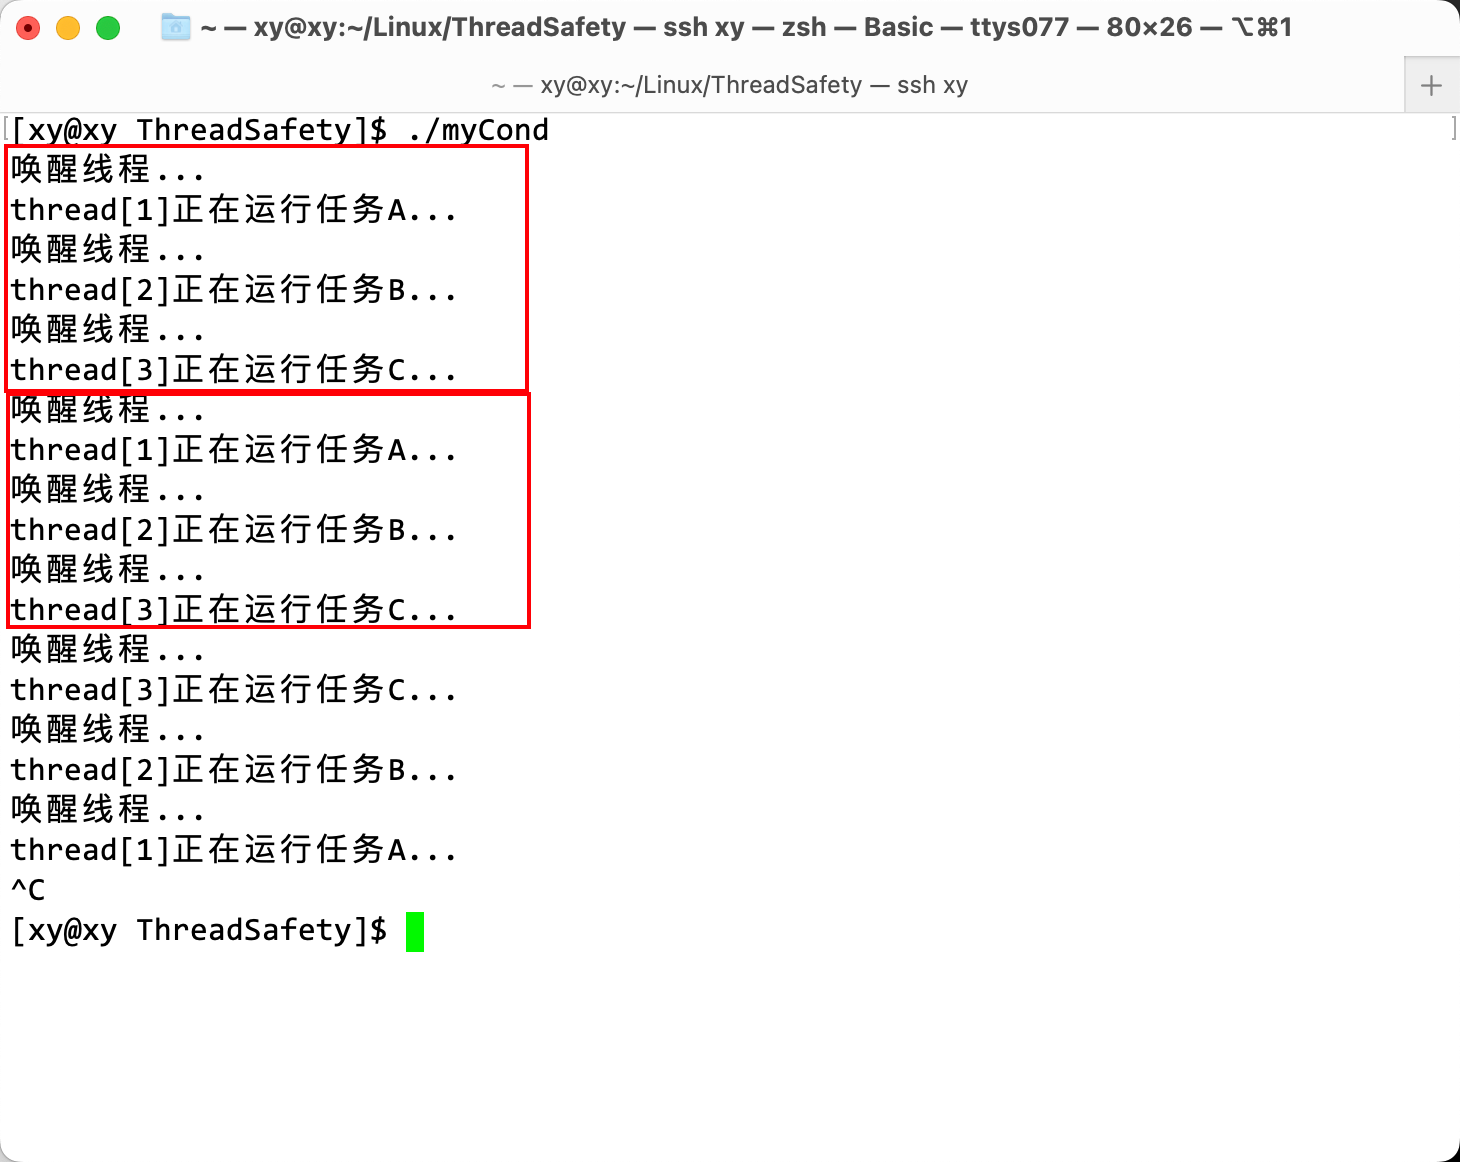 ~ — xy@xy:~/Linux/ThreadSafety — ssh xy — zsh — Basic — ttys077 — 80×26 — ⌥⌘1
~ — xy@xy:~/Linux/ThreadSafety — ssh xy
[xy@xy ThreadSafety]$ ./myCond
唤醒线程...
thread[1]正在运行任务A...
唤醒线程...
thread[2]正在运行任务B...
唤醒线程...
thread[3]正在运行任务C...
唤醒线程...
thread[1]正在运行任务A...
唤醒线程...
thread[2]正在运行任务B...
唤醒线程...
thread[3]正在运行任务C...
唤醒线程...
thread[3]正在运行任务C...
唤醒线程...
thread[2]正在运行任务B...
唤醒线程...
thread[1]正在运行任务A...
^C
[xy@xy ThreadSafety]$